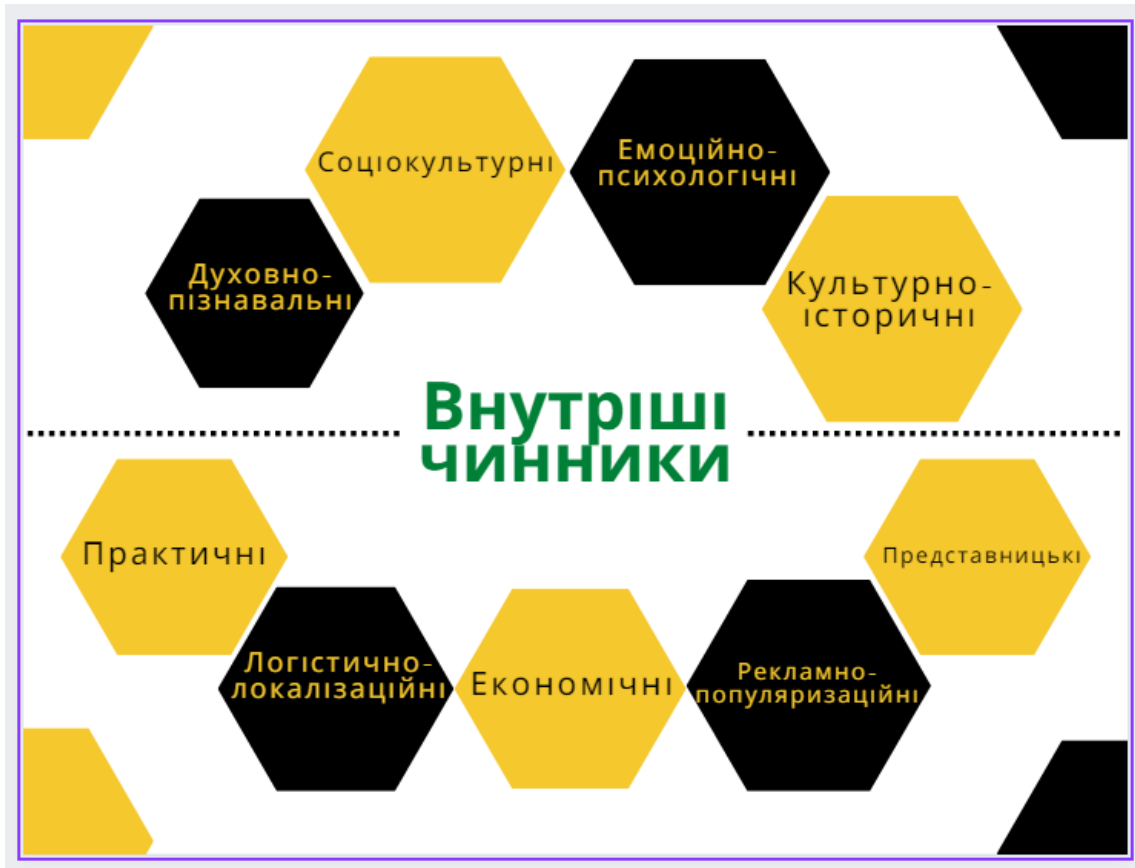 Соціокультурні
Емоційно-
психологічні
Духовно-
пізнавальні
Культурно-
історичні
Внутріші
чинники
Практичні
Представницькі
Логістично-
локалізаційні
Економічні
Рекламно-
популяризаційні